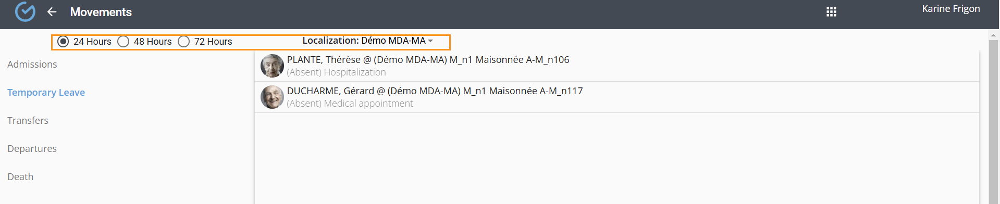 Movements
Karine Frigon
24 Hours 48 Hours 72 Hours Localization: Démo MDA-MA
Admissions
Temporary Leave
Transfers
Departures
Death
PLANTE, Thérèse @ (Démo MDA-MA) M_n1 Maisonnée A-M_n106
(Absent) Hospitalization
DUCHARME, Gérard @ (Démo MDA-MA) M_n1 Maisonnée A-M_n117
(Absent) Medical appointment